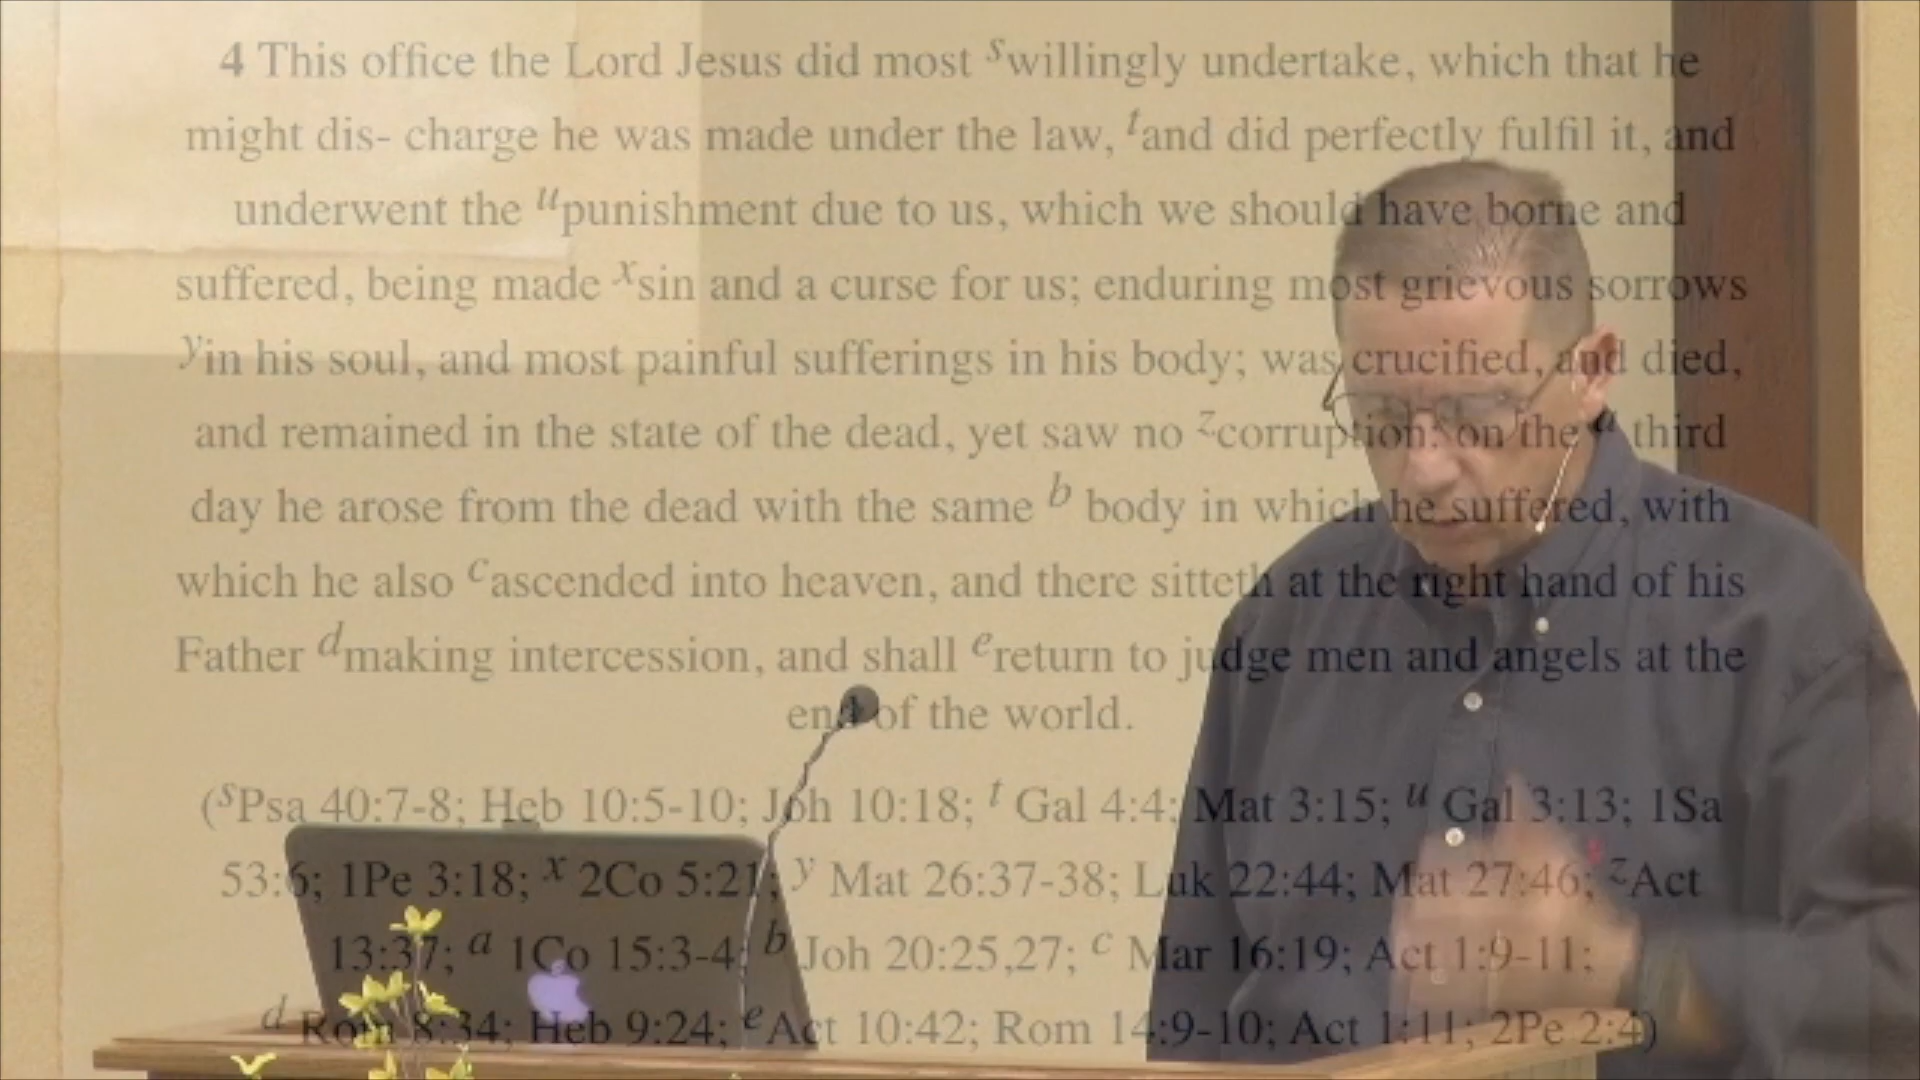 4 This office the Lord Jesus did most swillingly undertake, which that he
might dis- charge he was made under the law, tand did perfectly fulfil it, and
underwent the upunishment due to us, which we should have borne and
suffered, being made xsin and a curse for us; enduring most grievous sorrows
yin his soul, and most painful sufferings in his body; was crucified, and died,
and remained in the state of the dead, yet saw no zcorruption: on the a third
day he arose from the dead with the same b body in which he suffered, with
which he also cascended into heaven, and there sitteth at the right hand of his
Father dmaking intercession, and shall ereturn to judge men and angels at the
end of the world.
(sPsa 40:7-8; Heb 10:5-10; Joh 10:18; t Gal 4:4; Mat 3:15; u Gal 3:13; 1Sa
53:6; 1Pe 3:18; x 2Co 5:21; y Mat 26:37-38; Luk 22:44; Mat 27:46; zAct
13:37; a 1Co 15:3-4; b Joh 20:25,27; c Mar 16:19; Act 1:9-11;
d Rom 8:34; Heb 9:24; eAct 10:42; Rom 14:9-10; Act 1:11; 2Pe 2:4)